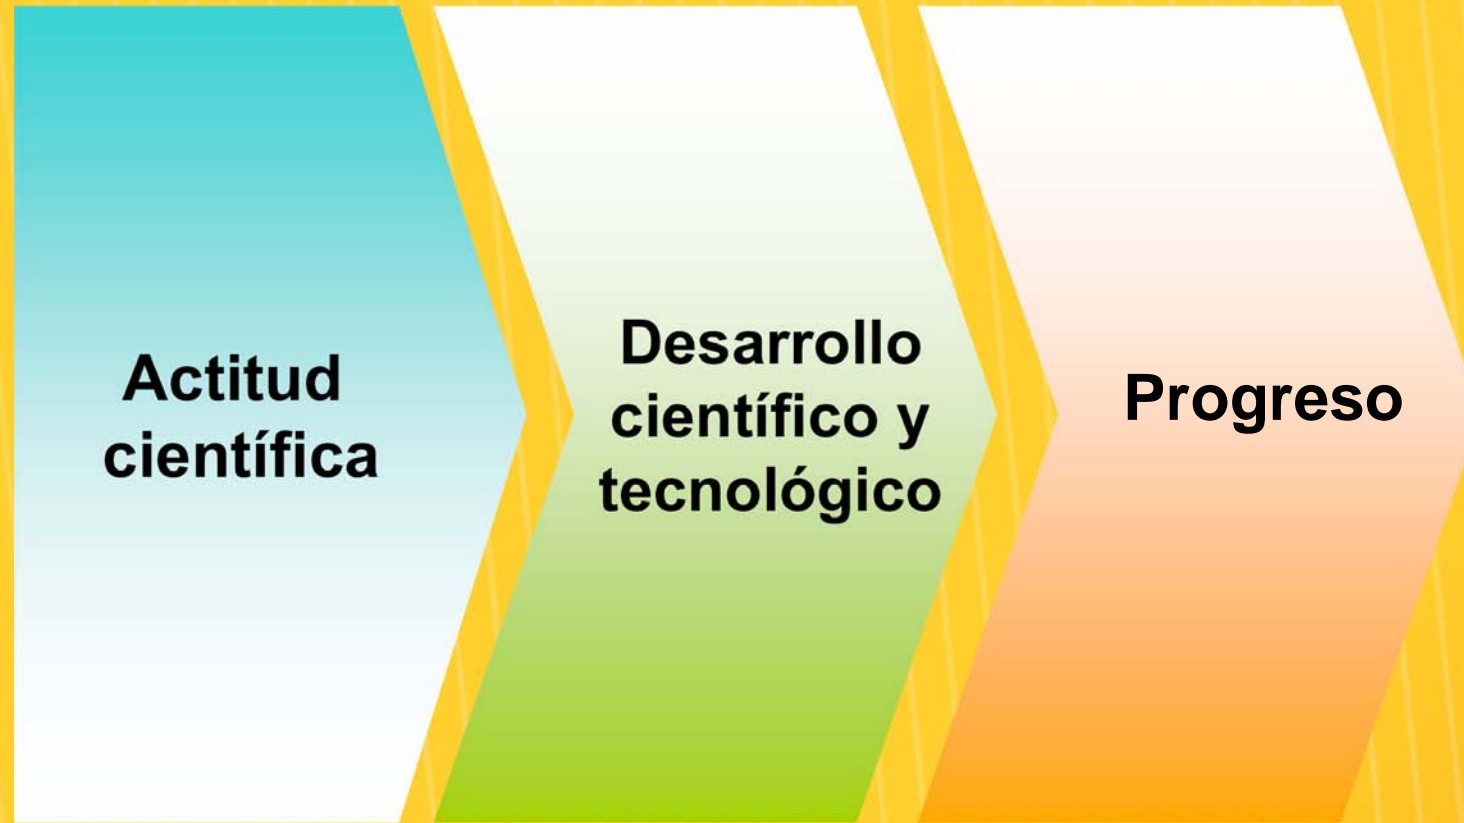 Actitud
científica
Desarrollo
científico y
tecnológico
Progreso